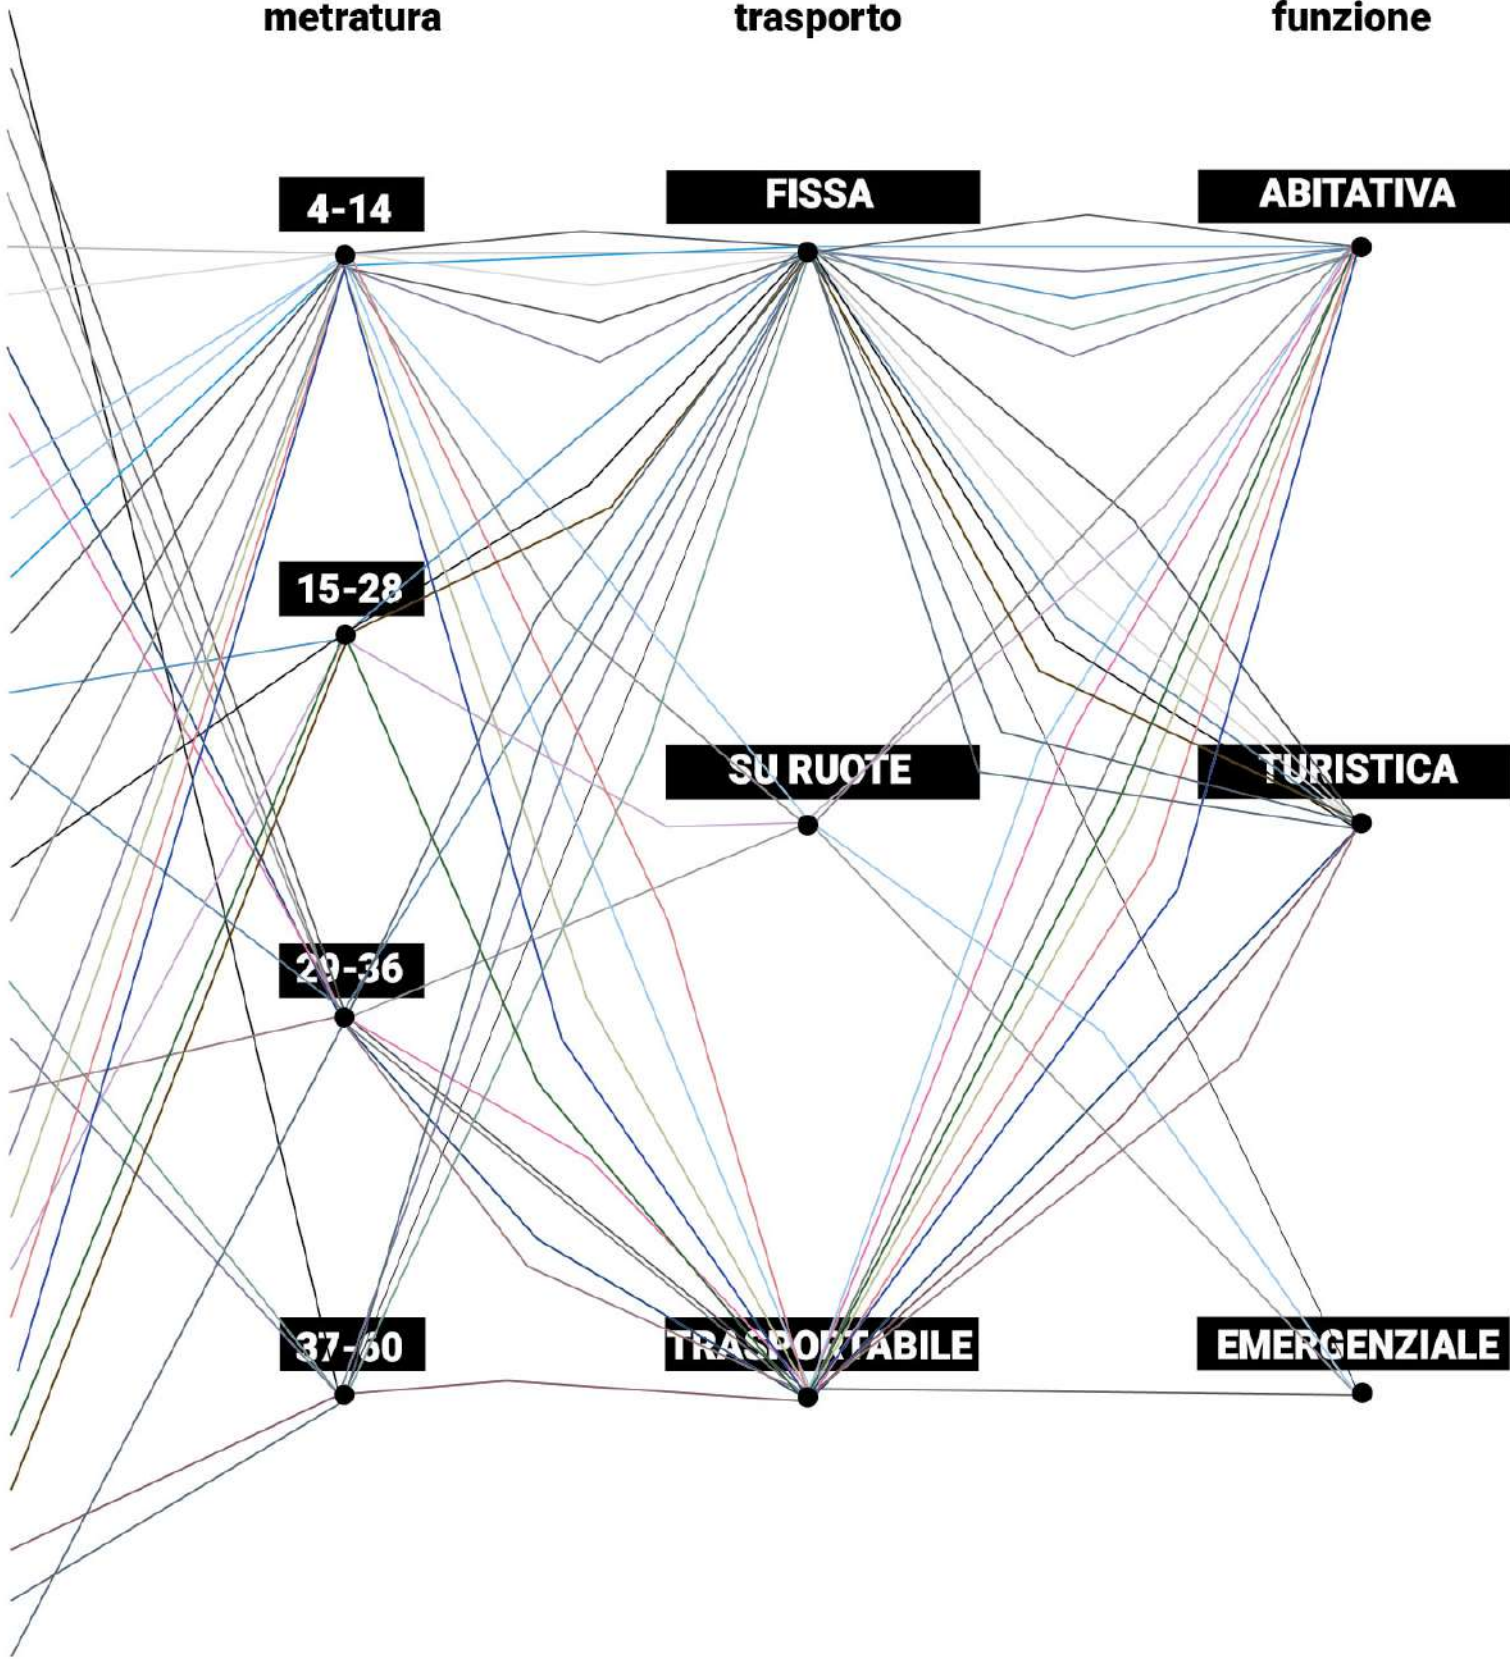 metratura trasporto funzione
4-14 FISSA ABITATIVA
15-28
SU RUOTE TURISTICA
29-36
37-60 TRASPORTABILE EMERGENZIALE